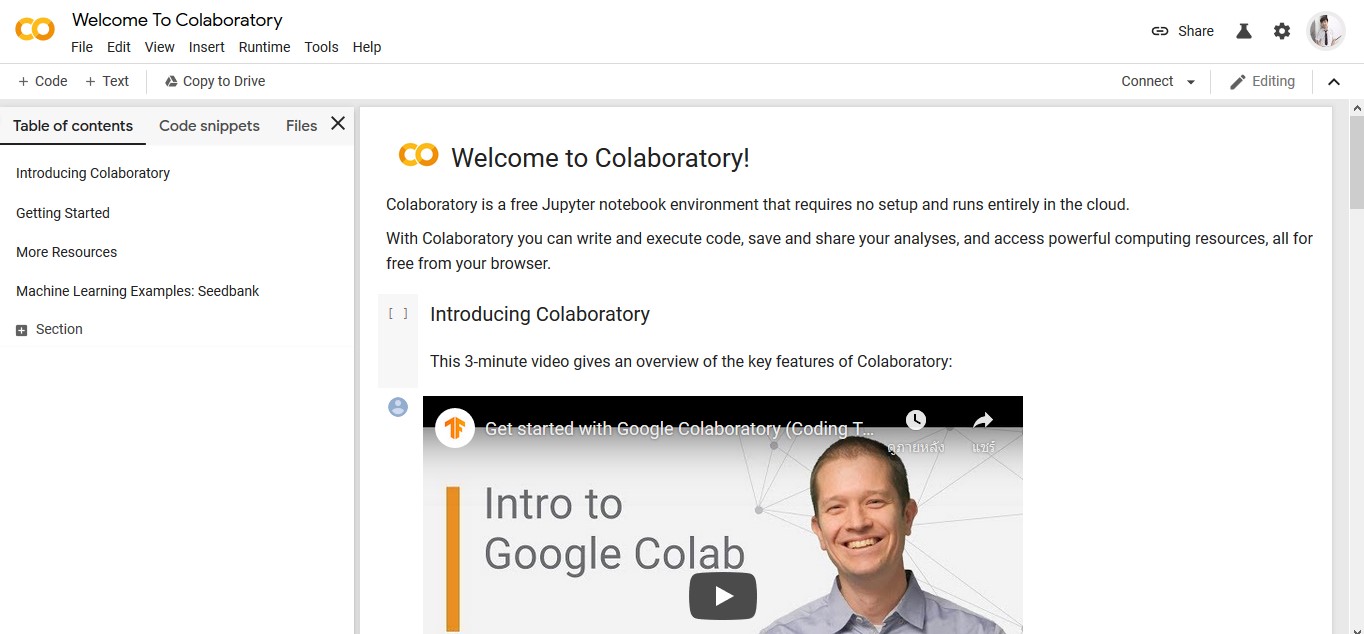 Welcome To Colaboratory
File Edit View Insert Runtime Tools Help
Share
+ Code + Text Copy to Drive
Connect Editing
Table of contents Code snippets Files
Introducing Colaboratory
Getting Started
More Resources
Machine Learning Examples: Seedbank
Section
CO Welcome to Colaboratory!
Colaboratory is a free Jupyter notebook environment that requires no setup and runs entirely in the cloud.
With Colaboratory you can write and execute code, save and share your analyses, and access powerful computing resources, all for
free from your browser.
[ ] Introducing Colaboratory
This 3-minute video gives an overview of the key features of Colaboratory:
Get started with Google Colaboratory (Coding T...
ดูภายหลัง แชร์
Intro to
Google Colab